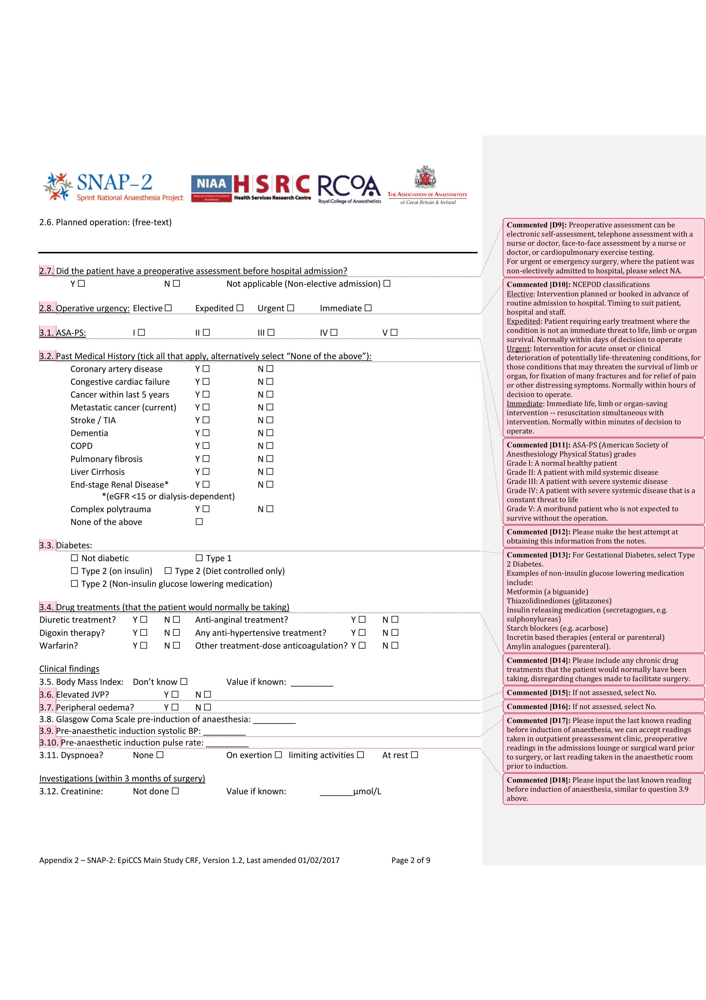 SNAP-2
Sprint National Anaesthesia Project
NIAA
National Institute of Academic
Anaesthesia
HSRC
Health Services Research Centre
RCOA
Royal College of Anaesthetists
THE ASSOCIATION OF ANAESTHETISTS
of Great Britain & Ireland
2.6. Planned operation: (free-text)
2.7. Did the patient have a preoperative assessment before hospital admission?
Y ☐ N ☐ Not applicable (Non-elective admission) ☐
2.8. Operative urgency: Elective ☐ Expedited ☐ Urgent ☐ Immediate ☐
3.1. ASA-PS: I ☐ II ☐ III ☐ IV ☐ V ☐
3.2. Past Medical History (tick all that apply, alternatively select “None of the above”):
Coronary artery disease Y ☐ N ☐
Congestive cardiac failure Y ☐ N ☐
Cancer within last 5 years Y ☐ N ☐
Metastatic cancer (current) Y ☐ N ☐
Stroke / TIA Y ☐ N ☐
Dementia Y ☐ N ☐
COPD Y ☐ N ☐
Pulmonary fibrosis Y ☐ N ☐
Liver Cirrhosis Y ☐ N ☐
End-stage Renal Disease* Y ☐ N ☐
*(eGFR <15 or dialysis-dependent)
Complex polytrauma Y ☐ N ☐
None of the above ☐
3.3. Diabetes:
☐ Not diabetic ☐ Type 1
☐ Type 2 (on insulin) ☐ Type 2 (Diet controlled only)
☐ Type 2 (Non-insulin glucose lowering medication)
3.4. Drug treatments (that the patient would normally be taking)
Diuretic treatment? Y ☐ N ☐ Anti-anginal treatment? Y ☐ N ☐
Digoxin therapy? Y ☐ N ☐ Any anti-hypertensive treatment? Y ☐ N ☐
Warfarin? Y ☐ N ☐ Other treatment-dose anticoagulation? Y ☐ N ☐
Clinical findings
3.5. Body Mass Index: Don’t know ☐ Value if known: _________
3.6. Elevated JVP? Y ☐ N ☐
3.7. Peripheral oedema? Y ☐ N ☐
3.8. Glasgow Coma Scale pre-induction of anaesthesia: _________
3.9. Pre-anaesthetic induction systolic BP: _________
3.10. Pre-anaesthetic induction pulse rate: _________
3.11. Dyspnoea? None ☐ On exertion ☐ limiting activities ☐ At rest ☐
Investigations (within 3 months of surgery)
3.12. Creatinine: Not done ☐ Value if known: _______µmol/L
Appendix 2 – SNAP-2: EpiCCS Main Study CRF, Version 1.2, Last amended 01/02/2017 Page 2 of 9
Commented [D9]: Preoperative assessment can be
electronic self-assessment, telephone assessment with a
nurse or doctor, face-to-face assessment by a nurse or
doctor, or cardiopulmonary exercise testing.
For urgent or emergency surgery, where the patient was
non-electively admitted to hospital, please select NA.
Commented [D10]: NCEPOD classifications
Elective: Intervention planned or booked in advance of
routine admission to hospital. Timing to suit patient,
hospital and staff.
Expedited: Patient requiring early treatment where the
condition is not an immediate threat to life, limb or organ
survival. Normally within days of decision to operate
Urgent: Intervention for acute onset or clinical
deterioration of potentially life-threatening conditions, for
those conditions that may threaten the survival of limb or
organ, for fixation of many fractures and for relief of pain
or other distressing symptoms. Normally within hours of
decision to operate.
Immediate: Immediate life, limb or organ-saving
intervention -- resuscitation simultaneous with
intervention. Normally within minutes of decision to
operate.
Commented [D11]: ASA-PS (American Society of
Anesthesiology Physical Status) grades
Grade I: A normal healthy patient
Grade II: A patient with mild systemic disease
Grade III: A patient with severe systemic disease
Grade IV: A patient with severe systemic disease that is a
constant threat to life
Grade V: A moribund patient who is not expected to
survive without the operation.
Commented [D12]: Please make the best attempt at
obtaining this information from the notes.
Commented [D13]: For Gestational Diabetes, select Type
2 Diabetes.
Examples of non-insulin glucose lowering medication
include:
Metformin (a biguanide)
Thiazolidinediones (glitazones)
Insulin releasing medication (secretagogues, e.g.
sulphonylureas)
Starch blockers (e.g. acarbose)
Incretin based therapies (enteral or parenteral)
Amylin analogues (parenteral).
Commented [D14]: Please include any chronic drug
treatments that the patient would normally have been
taking, disregarding changes made to facilitate surgery.
Commented [D15]: If not assessed, select No.
Commented [D16]: If not assessed, select No.
Commented [D17]: Please input the last known reading
before induction of anaesthesia, we can accept readings
taken in outpatient preassessment clinic, preoperative
readings in the admissions lounge or surgical ward prior
to surgery, or last reading taken in the anaesthetic room
prior to induction.
Commented [D18]: Please input the last known reading
before induction of anaesthesia, similar to question 3.9
above.